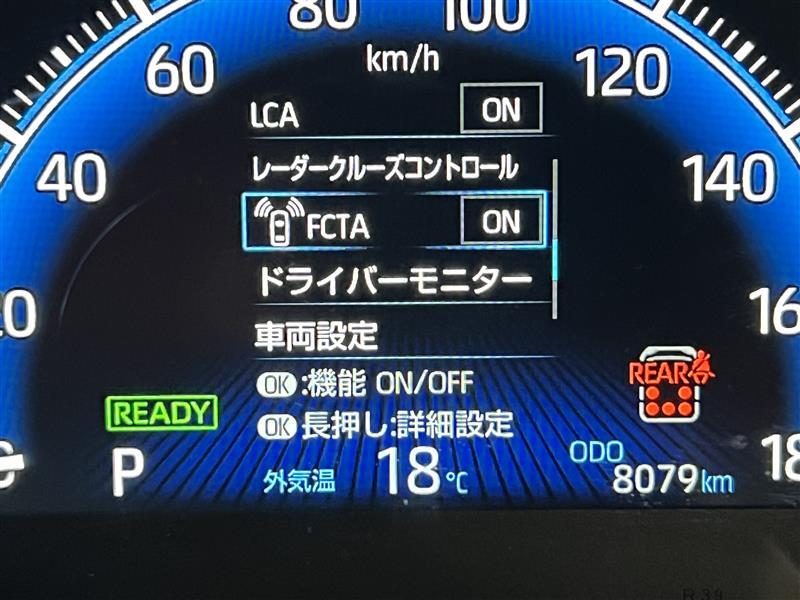 80 100
km/h
60 120
LCA ON
レーダークルーズコントロール
40 140
FCTA ON
ドライバーモニター
車両設定
REAR
OK:機能 ON/OFF
READY
OK長押し:詳細設定
P
外気温 18℃
ODO
8079km